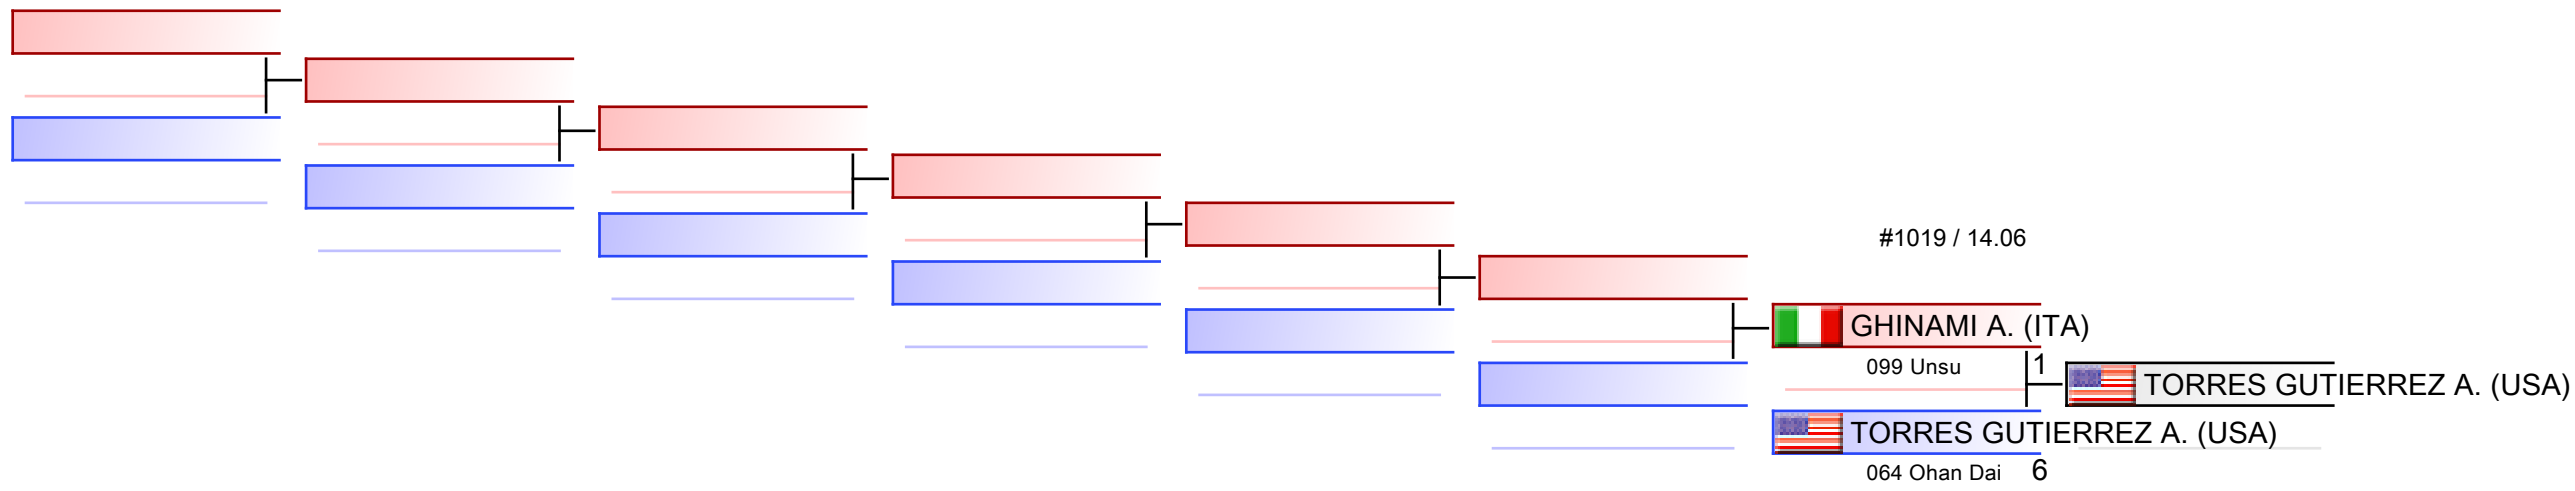 #1019 / 14.06
GHINAMI A. (ITA)
099 Unsu 1
TORRES GUTIERREZ A. (USA)
TORRES GUTIERREZ A. (USA)
064 Ohan Dai 6